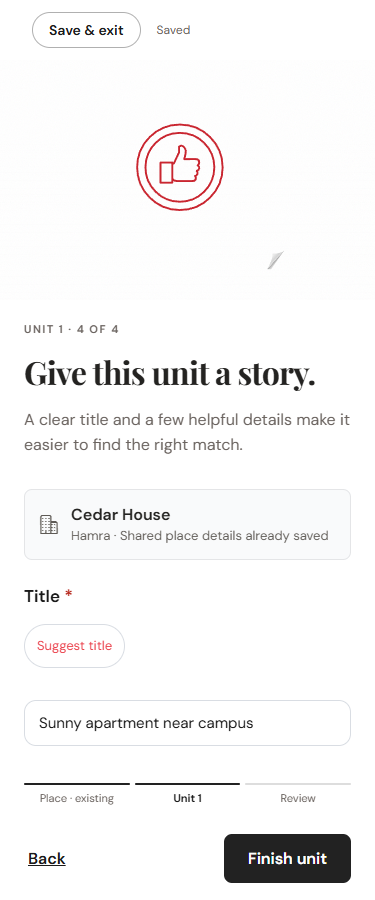 Save & exit
Saved
UNIT 1 · 4 OF 4
Give this unit a story.
A clear title and a few helpful details make it
easier to find the right match.
Cedar House
Hamra · Shared place details already saved
Title *
Suggest title
Sunny apartment near campus
Place · existing
Unit 1
Review
Back
Finish unit